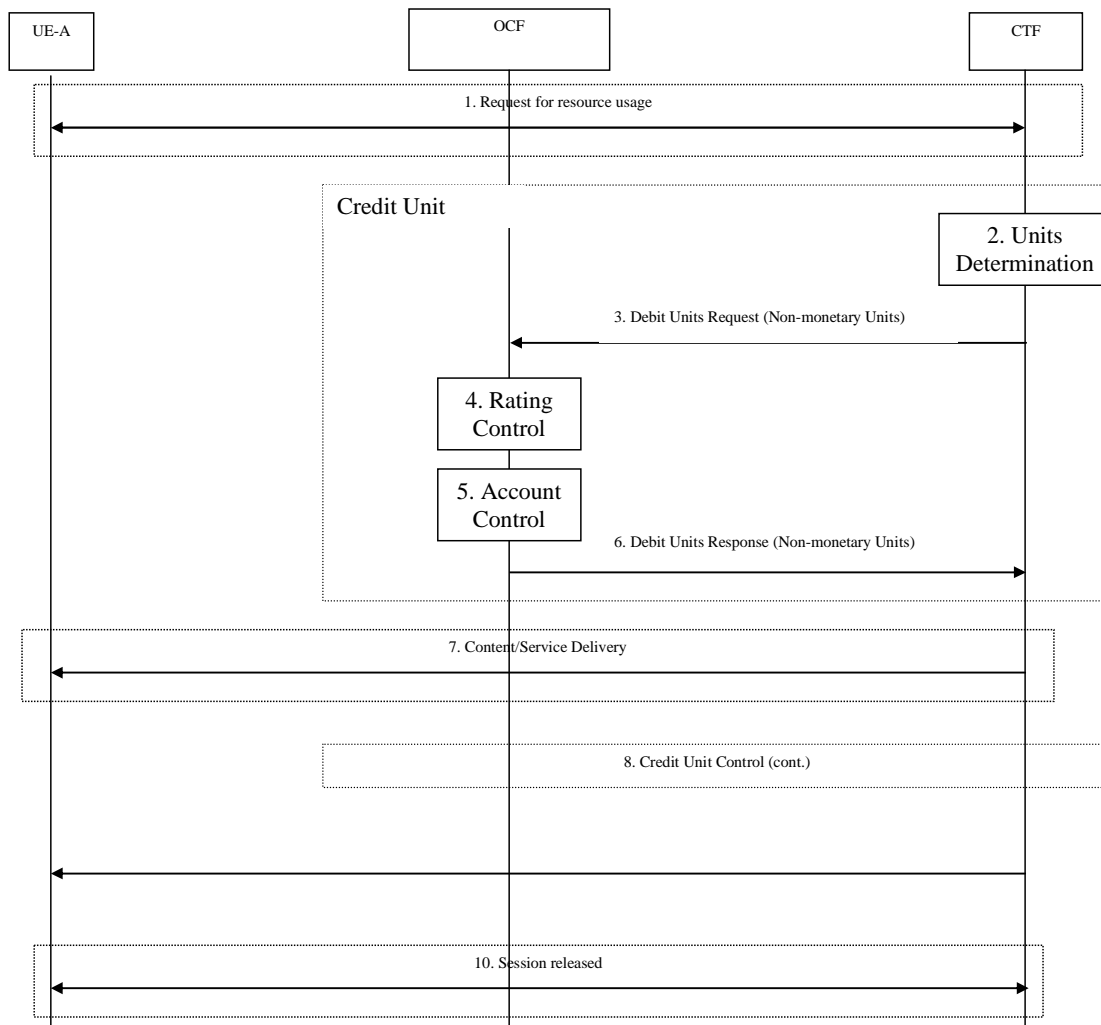 UE-A
OCF
CTF
1. Request for resource usage
Credit Unit
2. Units
Determination
3. Debit Units Request (Non-monetary Units)
4. Rating
Control
5. Account
Control
6. Debit Units Response (Non-monetary Units)
7. Content/Service Delivery
8. Credit Unit Control (cont.)
10. Session released